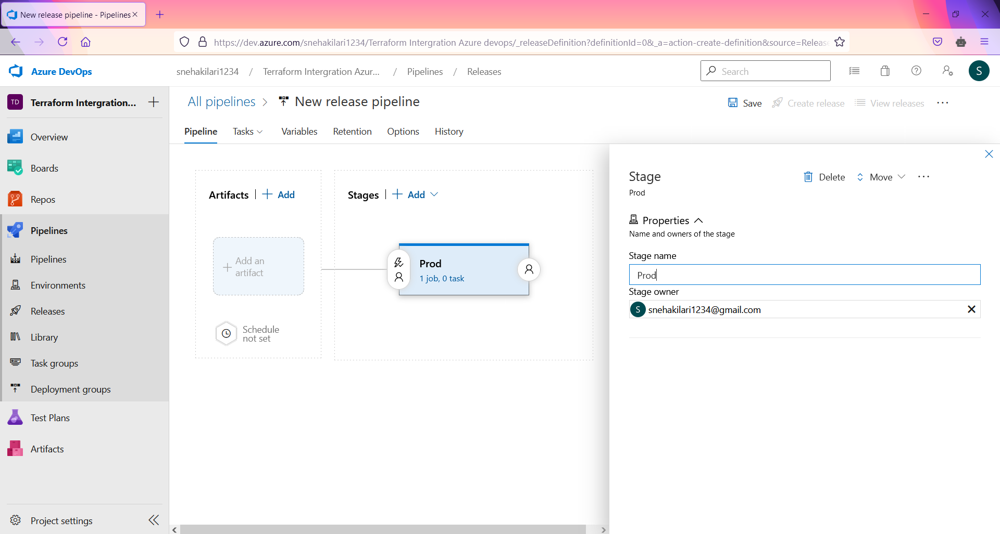 New release pipeline - Pipelines
https://dev.azure.com/snehakilari1234/Terraform Intergration Azure devops/_releaseDefinition?definitionId=0&_a=action-create-definition&source=Release
Azure DevOps
snehakilari1234 / Terraform Intergration Azur... / Pipelines / Releases
Search
S
TD
Terraform Intergration...
Overview
Boards
Repos
Pipelines
Pipelines
Environments
Releases
Library
Task groups
Deployment groups
Test Plans
Artifacts
Project settings
All pipelines > New release pipeline
Save
Create release
View releases
Pipeline
Tasks
Variables
Retention
Options
History
Artifacts | + Add
Add an
artifact
Schedule
not set
Stages | + Add
Prod
1 job, 0 task
Stage
Prod
Delete
Move
Properties
Name and owners of the stage
Stage name
Prod
Stage owner
S
snehakilari1234@gmail.com